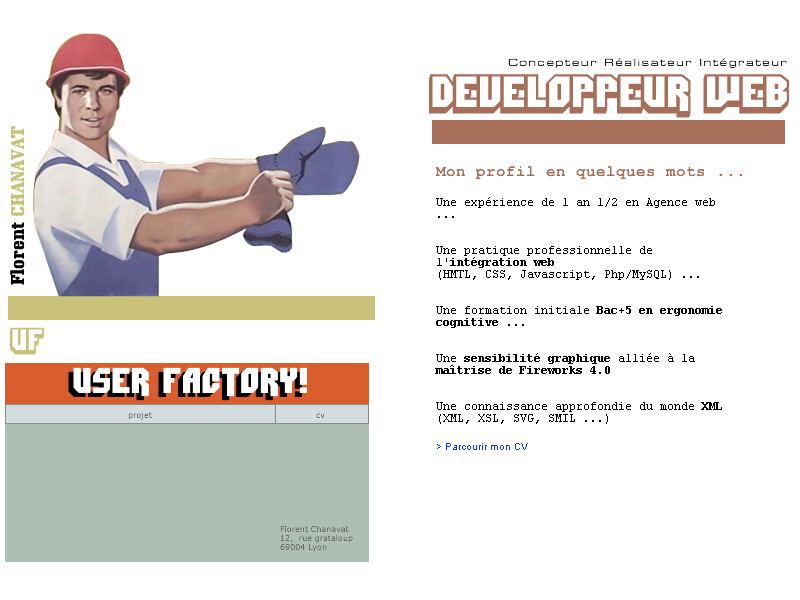 Florent CHANAVAT
UF
USER FACTORY!
projet
cv
Florent Chanavat
12, rue grataloup
69004 Lyon
Concepteur Réalisateur Intégrateur
DEVELOPPEUR WEB
Mon profil en quelques mots ...
Une expérience de 1 an 1/2 en Agence web
...
Une pratique professionnelle de
l'intégration web
(HMTL, CSS, Javascript, Php/MySQL) ...
Une formation initiale Bac+5 en ergonomie
cognitive ...
Une sensibilité graphique alliée à la
maîtrise de Fireworks 4.0
Une connaissance approfondie du monde XML
(XML, XSL, SVG, SMIL ...)
> Parcourir mon CV